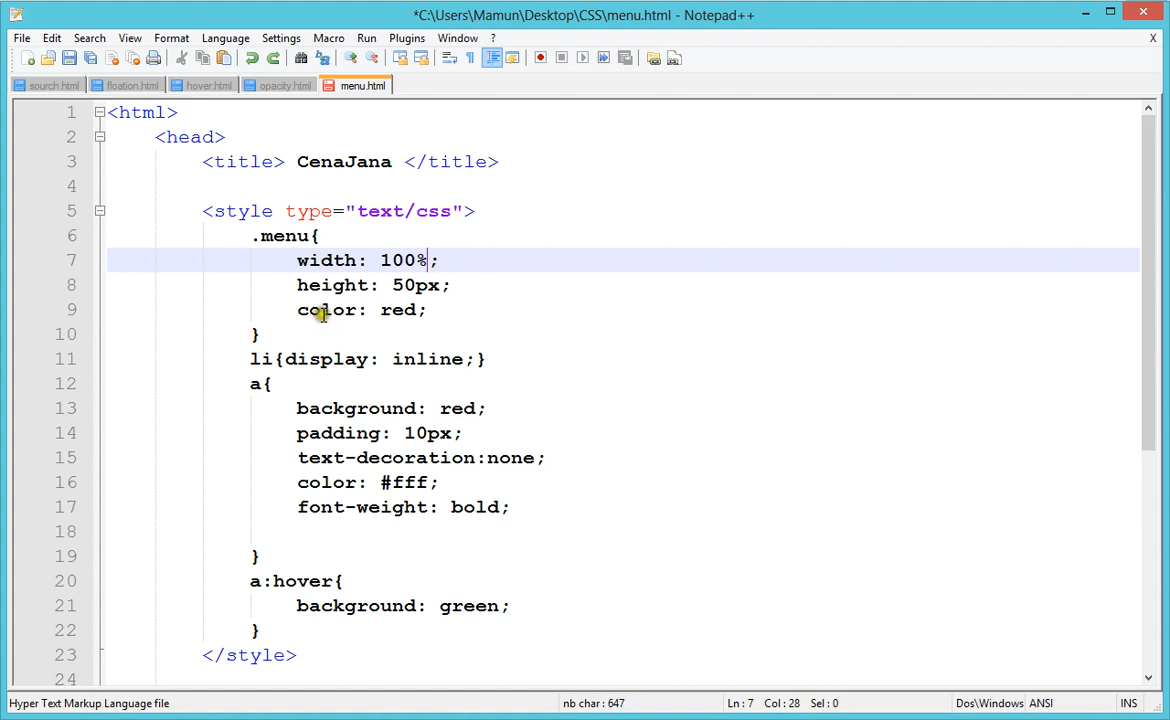 *C:\Users\Mamun\Desktop\CSS\menu.html - Notepad++
File Edit Search View Format Language Settings Macro Run Plugins Window ? X
sourch.html floation.html hover.html opacity.html menu.html
1 <html>
2 <head>
3 <title> CenaJana </title>
4
5 <style type="text/css">
6 .menu{
7 width: 100%;
8 height: 50px;
9 color: red;
10 }
11 li{display: inline;}
12 a{
13 background: red;
14 padding: 10px;
15 text-decoration:none;
16 color: #fff;
17 font-weight: bold;
18
19 }
20 a:hover{
21 background: green;
22 }
23 </style>
24
Hyper Text Markup Language file nb char : 647 Ln : 7 Col : 28 Sel : 0 Dos\Windows ANSI INS